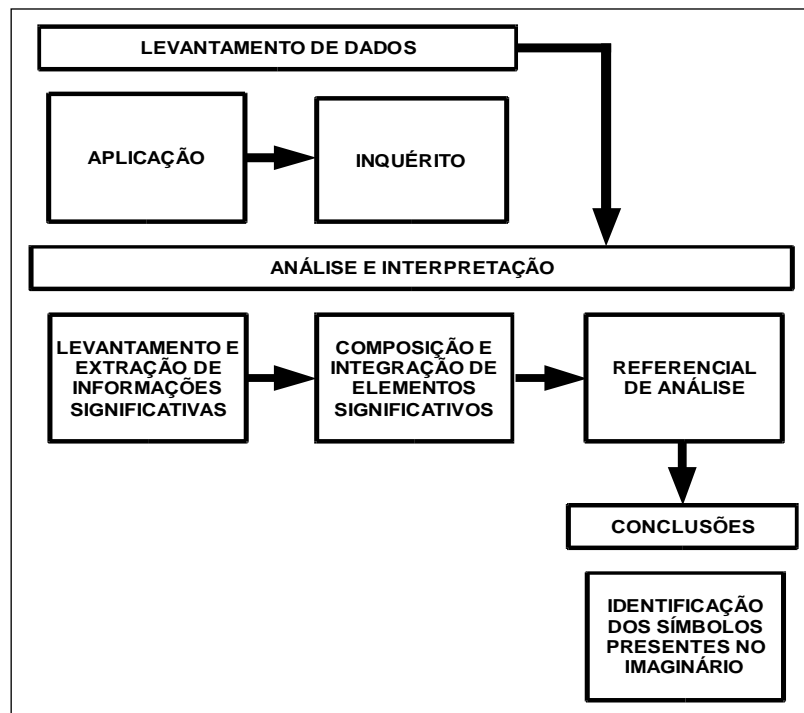 LEVANTAMENTO DE DADOS
APLICAÇÃO
INQUÉRITO
ANÁLISE E INTERPRETAÇÃO
LEVANTAMENTO E
EXTRAÇÃO DE
INFORMAÇÕES
SIGNIFICATIVAS
COMPOSIÇÃO E
INTEGRAÇÃO DE
ELEMENTOS
SIGNIFICATIVOS
REFERENCIAL
DE ANÁLISE
CONCLUSÕES
IDENTIFICAÇÃO
DOS SÍMBOLOS
PRESENTES NO
IMAGINÁRIO